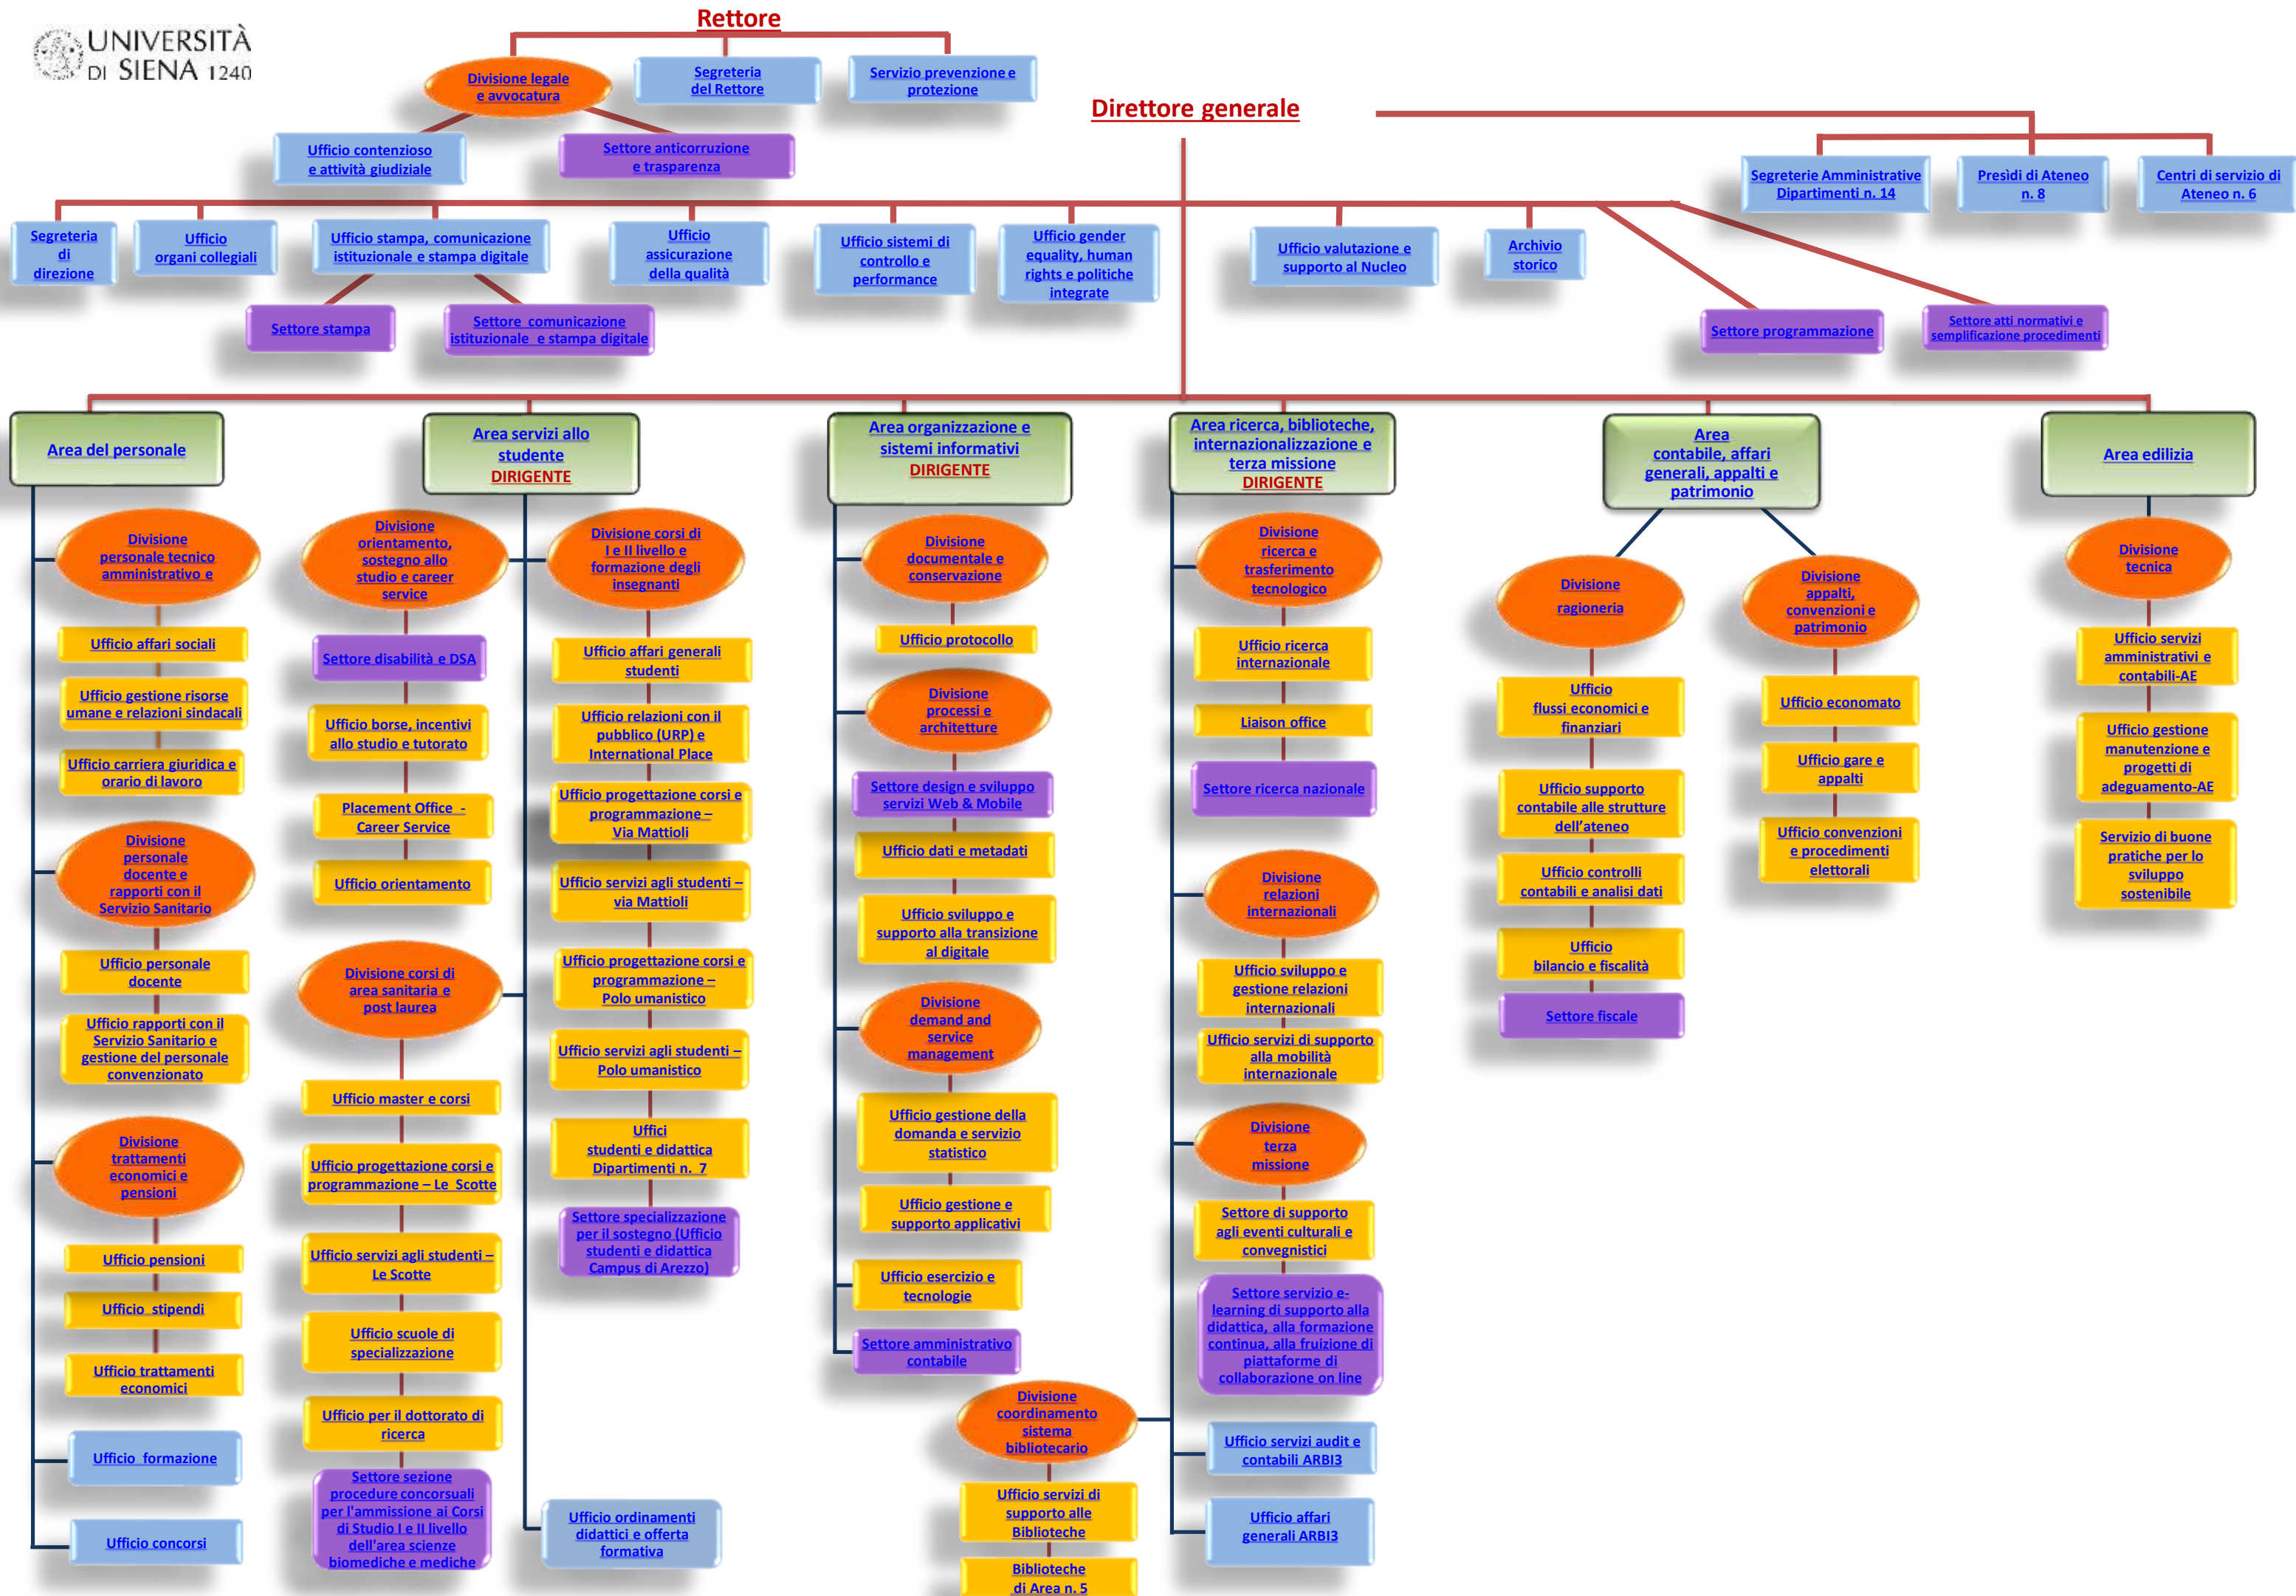 UNIVERSITÀ
DI SIENA 1240
Rettore
Divisione legale
e avvocatura
Segreteria
del Rettore
Servizio prevenzione e
protezione
Direttore generale
Ufficio contenzioso
e attività giudiziale
Settore anticorruzione
e trasparenza
Segreterie Amministrative
Dipartimenti n. 14
Presìdi di Ateneo
n. 8
Centri di servizio di
Ateneo n. 6
Segreteria
di
direzione
Ufficio
organi collegiali
Ufficio stampa, comunicazione
istituzionale e stampa digitale
Ufficio
assicurazione
della qualità
Ufficio sistemi di
controllo e
performance
Ufficio gender
equality, human
rights e politiche
integrate
Ufficio valutazione e
supporto al Nucleo
Archivio
storico
Settore stampa
Settore comunicazione
istituzionale e stampa digitale
Settore programmazione
Settore atti normativi e
semplificazione procedimenti
Area del personale
Divisione
personale tecnico
amministrativo e
Ufficio affari sociali
Ufficio gestione risorse
umane e relazioni sindacali
Ufficio carriera giuridica e
orario di lavoro
Divisione
personale
docente e
rapporti con il
Servizio Sanitario
Ufficio personale
docente
Ufficio rapporti con il
Servizio Sanitario e
gestione del personale
convenzionato
Divisione
trattamenti
economici e
pensioni
Ufficio pensioni
Ufficio stipendi
Ufficio trattamenti
economici
Ufficio formazione
Ufficio concorsi
Area servizi allo
studente
DIRIGENTE
Divisione
orientamento,
sostegno allo
studio e career
service
Settore disabilità e DSA
Ufficio borse, incentivi
allo studio e tutorato
Placement Office -
Career Service
Ufficio orientamento
Divisione corsi di
area sanitaria e
post laurea
Ufficio master e corsi
Ufficio progettazione corsi e
programmazione – Le Scotte
Ufficio servizi agli studenti –
Le Scotte
Ufficio scuole di
specializzazione
Ufficio per il dottorato di
ricerca
Settore sezione
procedure concorsuali
per l'ammissione ai Corsi
di Studio I e II livello
dell'area scienze
biomediche e mediche
Divisione corsi di
I e II livello e
formazione degli
insegnanti
Ufficio affari generali
studenti
Ufficio relazioni con il
pubblico (URP) e
International Place
Ufficio progettazione corsi e
programmazione –
Via Mattioli
Ufficio servizi agli studenti –
via Mattioli
Ufficio progettazione corsi e
programmazione –
Polo umanistico
Ufficio servizi agli studenti –
Polo umanistico
Uffici
studenti e didattica
Dipartimenti n. 7
Settore specializzazione
per il sostegno (Ufficio
studenti e didattica
Campus di Arezzo)
Ufficio ordinamenti
didattici e offerta
formativa
Area organizzazione e
sistemi informativi
DIRIGENTE
Divisione
documentale e
conservazione
Ufficio protocollo
Divisione
processi e
architetture
Settore design e sviluppo
servizi Web & Mobile
Ufficio dati e metadati
Ufficio sviluppo e
supporto alla transizione
al digitale
Divisione
demand and
service
management
Ufficio gestione della
domanda e servizio
statistico
Ufficio gestione e
supporto applicativi
Ufficio esercizio e
tecnologie
Settore amministrativo
contabile
Area ricerca, biblioteche,
internazionalizzazione e
terza missione
DIRIGENTE
Divisione
ricerca e
trasferimento
tecnologico
Ufficio ricerca
internazionale
Liaison office
Settore ricerca nazionale
Divisione
relazioni
internazionali
Ufficio sviluppo e
gestione relazioni
internazionali
Ufficio servizi di supporto
alla mobilità
internazionale
Divisione
terza
missione
Settore di supporto
agli eventi culturali e
convegnistici
Settore servizio e-
learning di supporto alla
didattica, alla formazione
continua, alla fruizione di
piattaforme di
collaborazione on line
Divisione
coordinamento
sistema
bibliotecario
Ufficio servizi di
supporto alle
Biblioteche
Biblioteche
di Area n. 5
Ufficio servizi audit e
contabili ARBI3
Ufficio affari
generali ARBI3
Area
contabile, affari
generali, appalti e
patrimonio
Divisione
ragioneria
Ufficio
flussi economici e
finanziari
Ufficio supporto
contabile alle strutture
dell'ateneo
Ufficio controlli
contabili e analisi dati
Ufficio
bilancio e fiscalità
Settore fiscale
Divisione
appalti,
convenzioni e
patrimonio
Ufficio economato
Ufficio gare e
appalti
Ufficio convenzioni
e procedimenti
elettorali
Area edilizia
Divisione
tecnica
Ufficio servizi
amministrativi e
contabili-AE
Ufficio gestione
manutenzione e
progetti di
adeguamento-AE
Servizio di buone
pratiche per lo
sviluppo
sostenibile